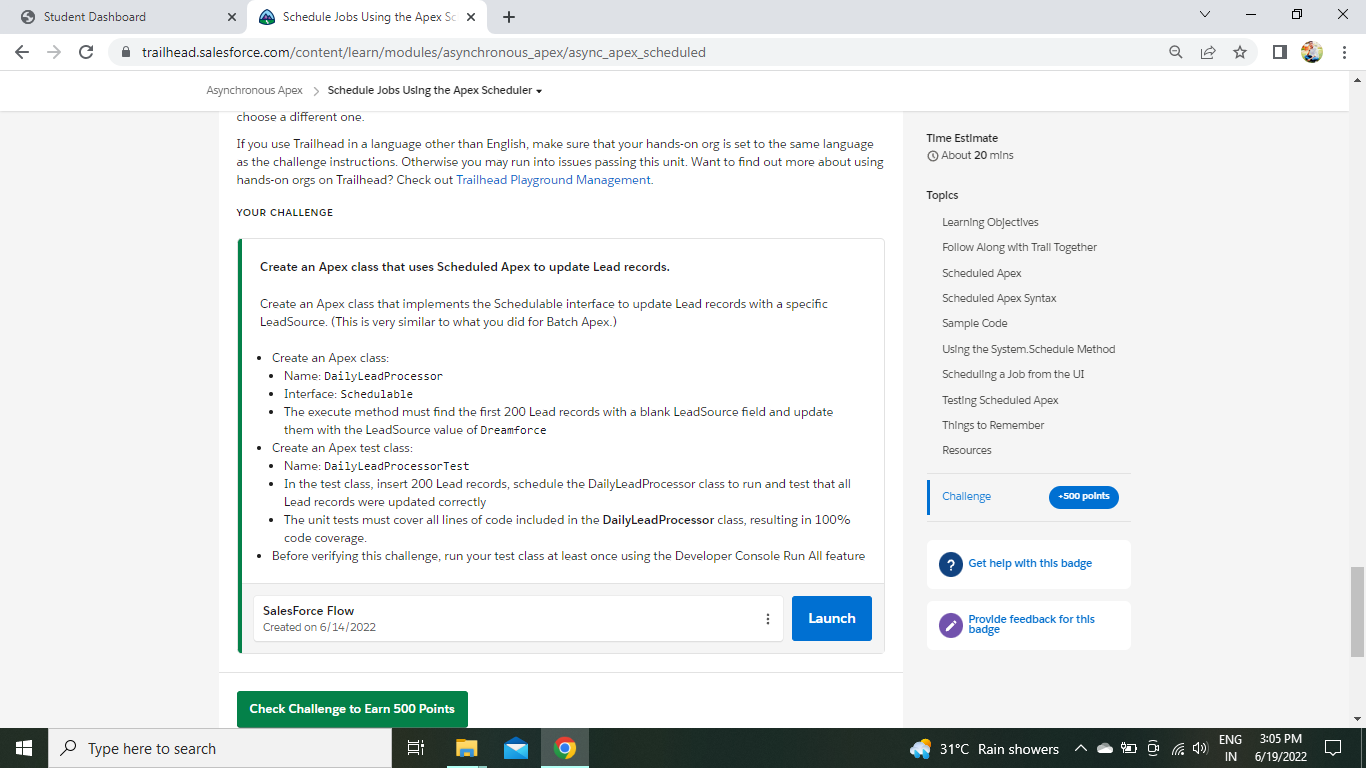 Student Dashboard
Schedule Jobs Using the Apex Sc
trailhead.salesforce.com/content/learn/modules/asynchronous_apex/async_apex_scheduled
Asynchronous Apex > Schedule Jobs Using the Apex Scheduler
choose a different one.
If you use Trailhead in a language other than English, make sure that your hands-on org is set to the same language
as the challenge instructions. Otherwise you may run into issues passing this unit. Want to find out more about using
hands-on orgs on Trailhead? Check out Trailhead Playground Management.
YOUR CHALLENGE
Create an Apex class that uses Scheduled Apex to update Lead records.
Create an Apex class that implements the Schedulable interface to update Lead records with a specific
LeadSource. (This is very similar to what you did for Batch Apex.)
• Create an Apex class:
• Name: DailyLeadProcessor
• Interface: Schedulable
• The execute method must find the first 200 Lead records with a blank LeadSource field and update
them with the LeadSource value of Dreamforce
• Create an Apex test class:
• Name: DailyLeadProcessorTest
• In the test class, insert 200 Lead records, schedule the DailyLeadProcessor class to run and test that all
Lead records were updated correctly
• The unit tests must cover all lines of code included in the DailyLeadProcessor class, resulting in 100%
code coverage.
• Before verifying this challenge, run your test class at least once using the Developer Console Run All feature
SalesForce Flow
Created on 6/14/2022
Launch
Check Challenge to Earn 500 Points
Time Estimate
About 20 mins
Topics
Learning Objectives
Follow Along with Trail Together
Scheduled Apex
Scheduled Apex Syntax
Sample Code
Using the System.Schedule Method
Scheduling a Job from the UI
Testing Scheduled Apex
Things to Remember
Resources
Challenge
+500 points
? Get help with this badge
Provide feedback for this
badge
Type here to search
31°C Rain showers
ENG
IN
3:05 PM
6/19/2022